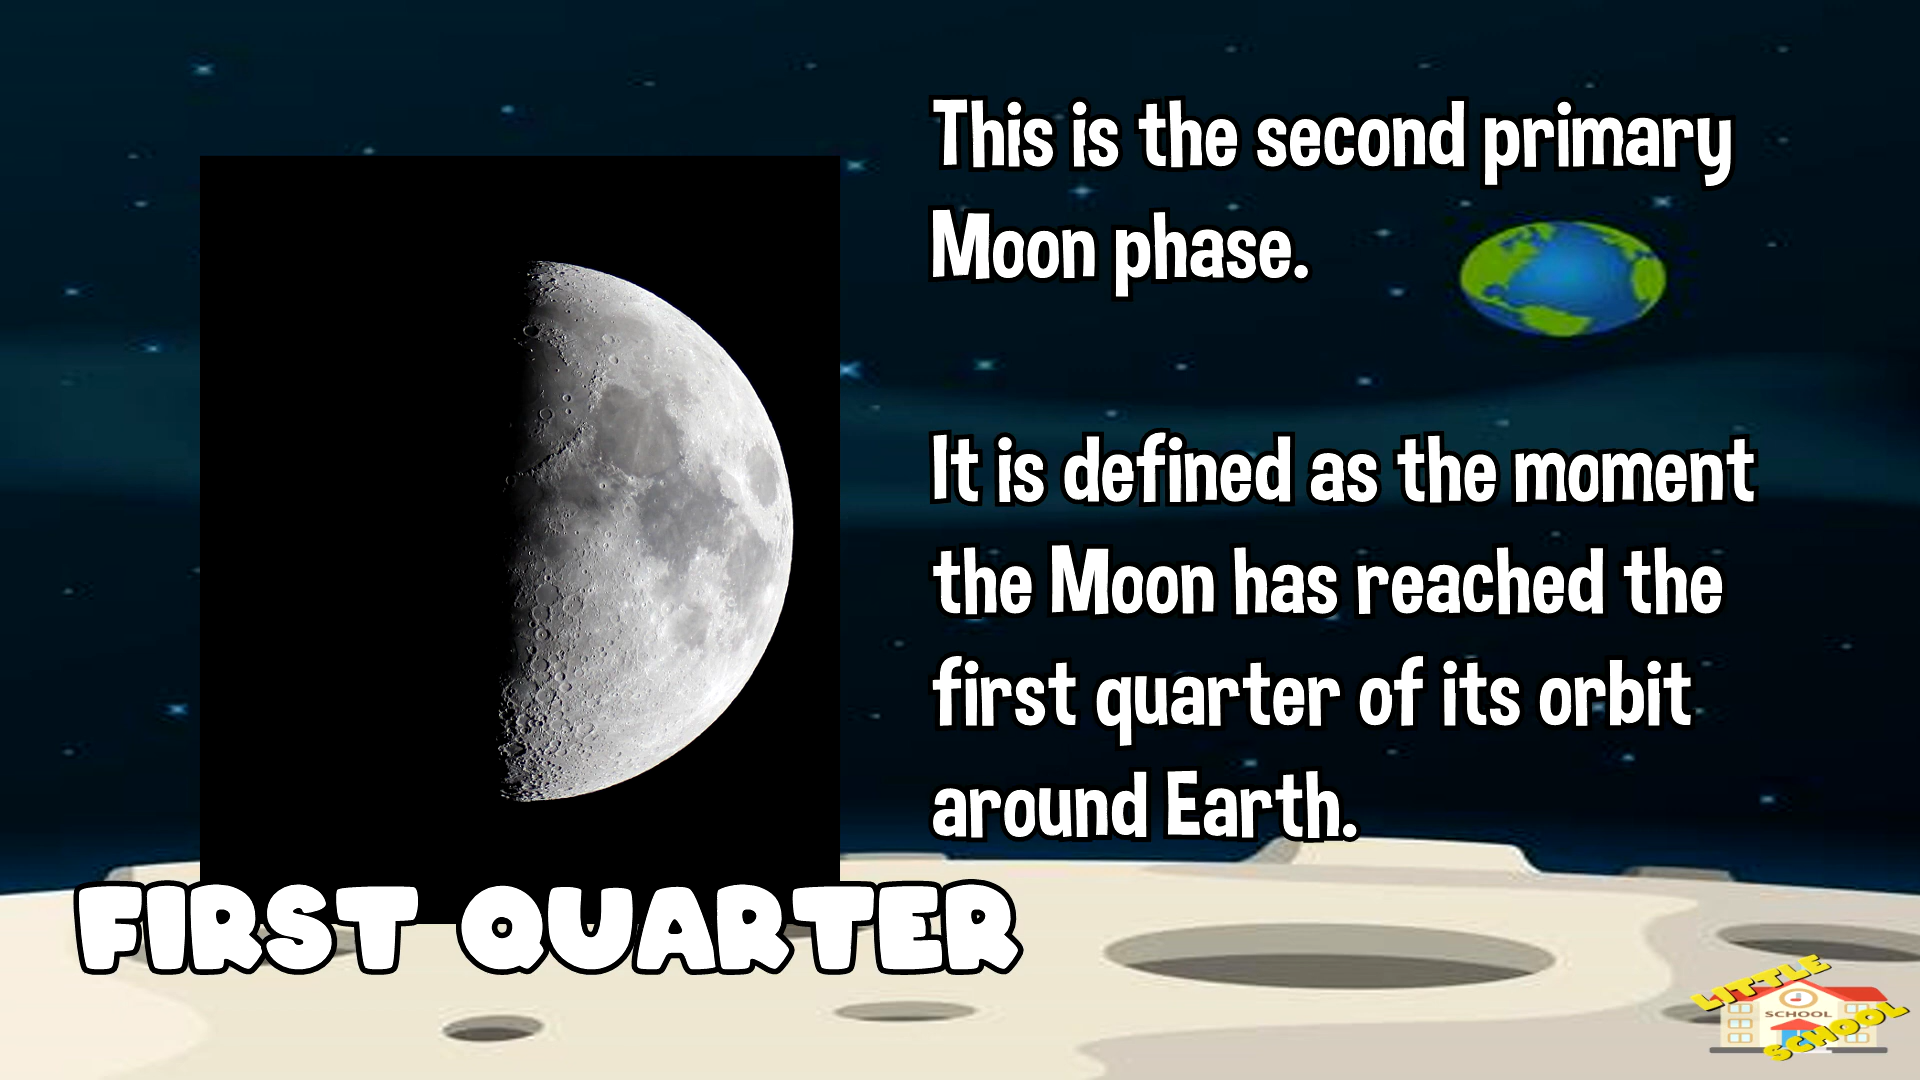 This is the second primary
Moon phase.
It is defined as the moment
the Moon has reached the
first quarter of its orbit
around Earth.
FIRST QUARTER
LITTLE
SCHOOL
SCHOOL